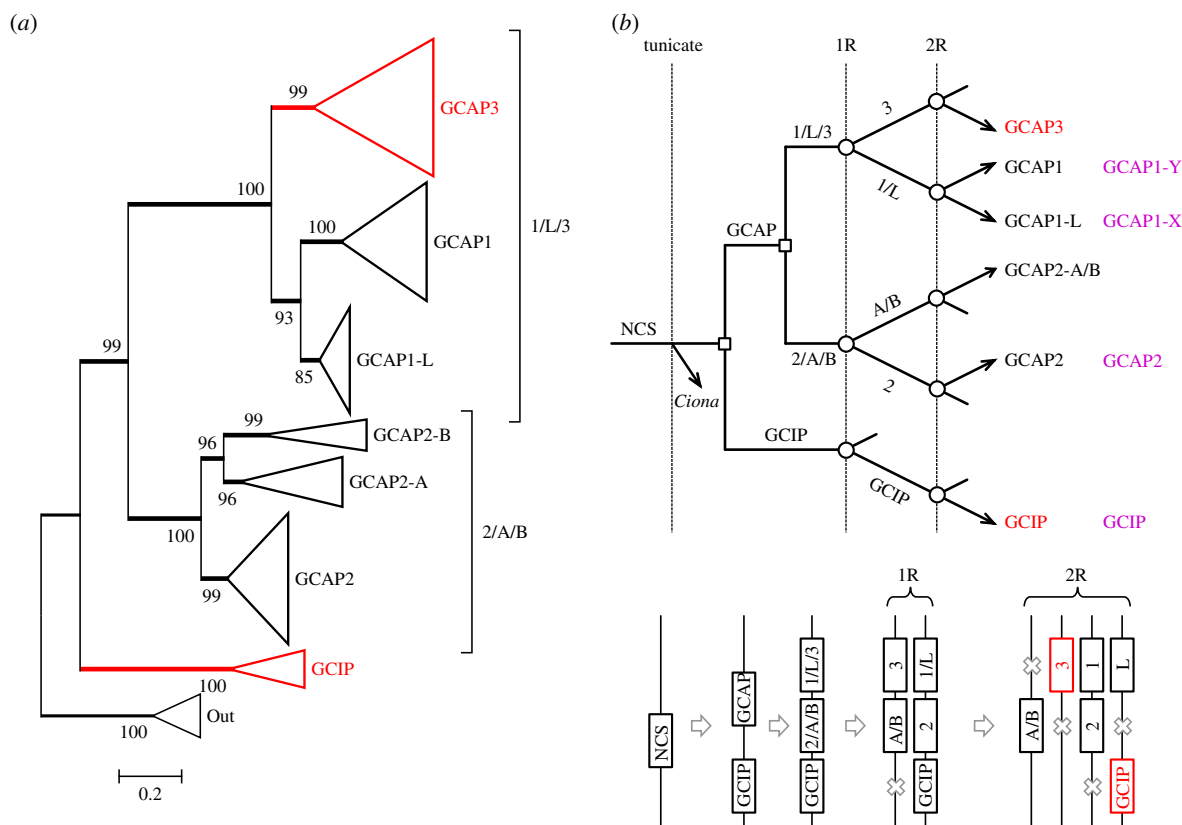 (a)
99
GCAP3
100
100
GCAP1
1/L/3
93
99
GCAP1-L
85
99
GCAP2-B
96
GCAP2-A
96
2/A/B
100
GCAP2
99
GCIP
100
Out
100
0.2
(b)
tunicate 1R 2R
3
1/L/3
GCAP3
GCAP1 GCAP1-Y
1/L
GCAP1-L GCAP1-X
GCAP
GCAP2-A/B
A/B
NCS
2/A/B
GCAP2 GCAP2
2
Ciona
GCIP
GCIP
GCIP GCIP
1R 2R
NCS
GCAP
GCIP
1/L/3
2/A/B
GCIP
3 1/L
A/B 2
GCIP
3 1 L
A/B 2
GCIP